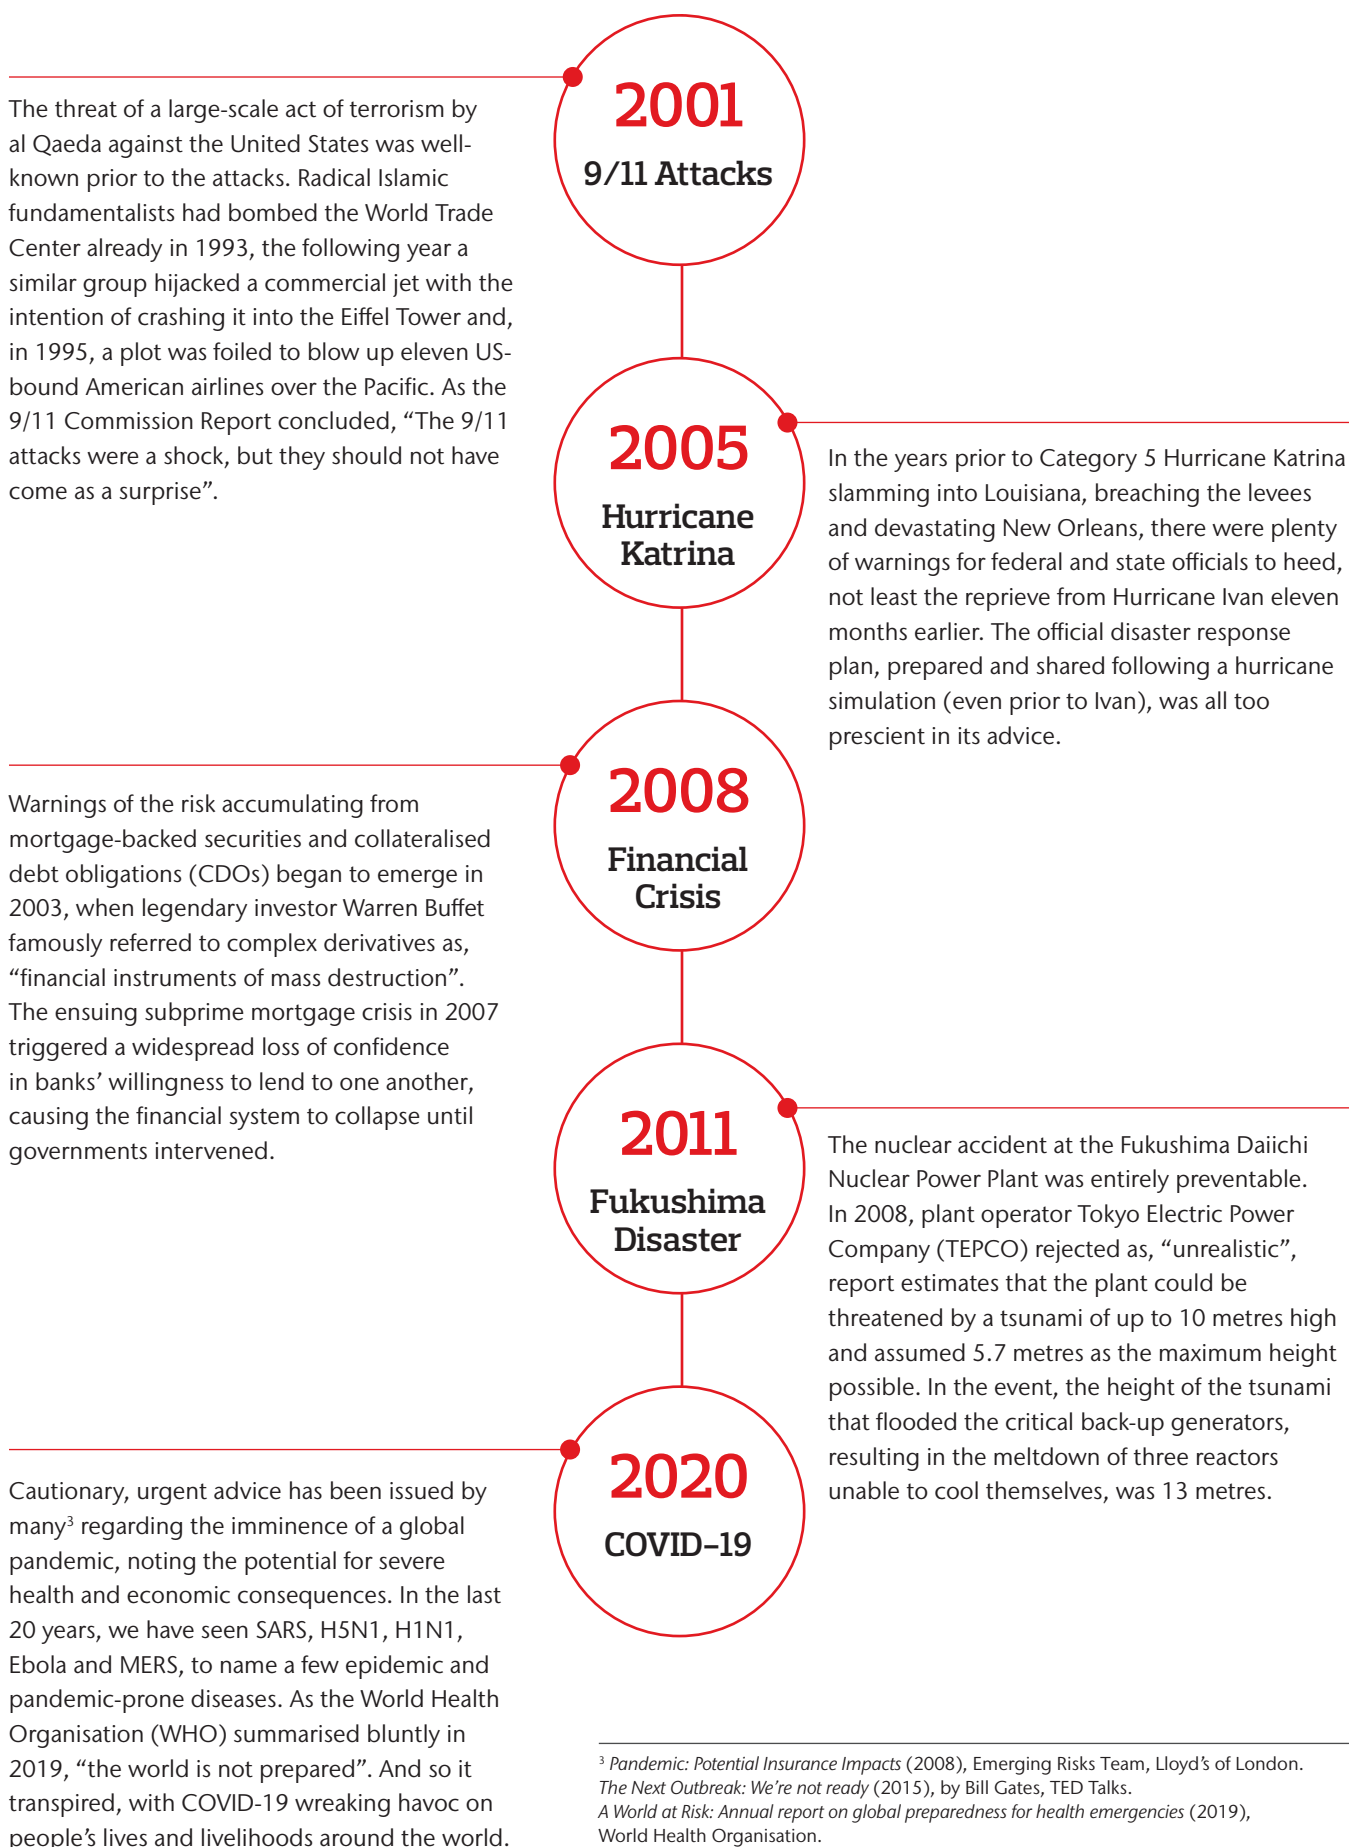 2001
9/11 Attacks
The threat of a large-scale act of terrorism by
al Qaeda against the United States was well-
known prior to the attacks. Radical Islamic
fundamentalists had bombed the World Trade
Center already in 1993, the following year a
similar group hijacked a commercial jet with the
intention of crashing it into the Eiffel Tower and,
in 1995, a plot was foiled to blow up eleven US-
bound American airlines over the Pacific. As the
9/11 Commission Report concluded, “The 9/11
attacks were a shock, but they should not have
come as a surprise”.
2005
Hurricane
Katrina
In the years prior to Category 5 Hurricane Katrina
slamming into Louisiana, breaching the levees
and devastating New Orleans, there were plenty
of warnings for federal and state officials to heed,
not least the reprieve from Hurricane Ivan eleven
months earlier. The official disaster response
plan, prepared and shared following a hurricane
simulation (even prior to Ivan), was all too
prescient in its advice.
2008
Financial
Crisis
Warnings of the risk accumulating from
mortgage-backed securities and collateralised
debt obligations (CDOs) began to emerge in
2003, when legendary investor Warren Buffet
famously referred to complex derivatives as,
“financial instruments of mass destruction”.
The ensuing subprime mortgage crisis in 2007
triggered a widespread loss of confidence
in banks’ willingness to lend to one another,
causing the financial system to collapse until
governments intervened.
2011
Fukushima
Disaster
The nuclear accident at the Fukushima Daiichi
Nuclear Power Plant was entirely preventable.
In 2008, plant operator Tokyo Electric Power
Company (TEPCO) rejected as, “unrealistic”,
report estimates that the plant could be
threatened by a tsunami of up to 10 metres high
and assumed 5.7 metres as the maximum height
possible. In the event, the height of the tsunami
that flooded the critical back-up generators,
resulting in the meltdown of three reactors
unable to cool themselves, was 13 metres.
2020
COVID–19
Cautionary, urgent advice has been issued by
many³ regarding the imminence of a global
pandemic, noting the potential for severe
health and economic consequences. In the last
20 years, we have seen SARS, H5N1, H1N1,
Ebola and MERS, to name a few epidemic and
pandemic-prone diseases. As the World Health
Organisation (WHO) summarised bluntly in
2019, “the world is not prepared”. And so it
transpired, with COVID-19 wreaking havoc on
people’s lives and livelihoods around the world.
³ Pandemic: Potential Insurance Impacts (2008), Emerging Risks Team, Lloyd’s of London.
The Next Outbreak: We’re not ready (2015), by Bill Gates, TED Talks.
A World at Risk: Annual report on global preparedness for health emergencies (2019),
World Health Organisation.